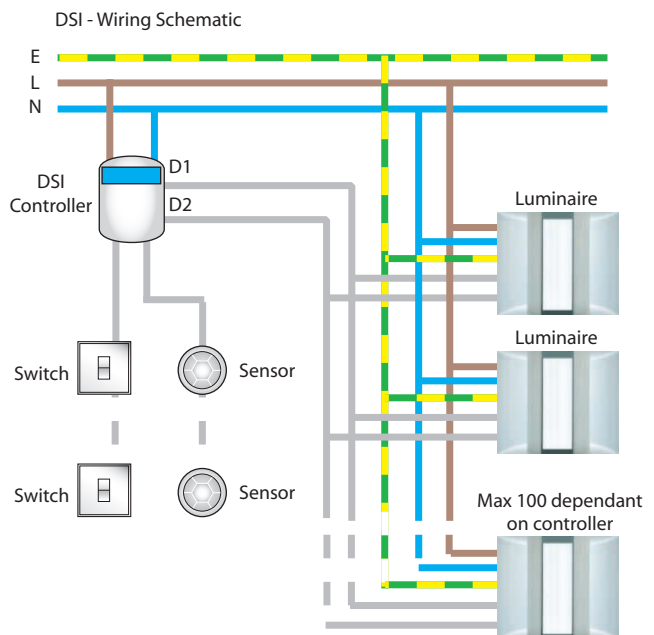 DSI - Wiring Schematic
E
L
N
D1
DSI
Controller
D2
Luminaire
Luminaire
Switch
Sensor
Switch
Sensor
Max 100 dependant
on controller